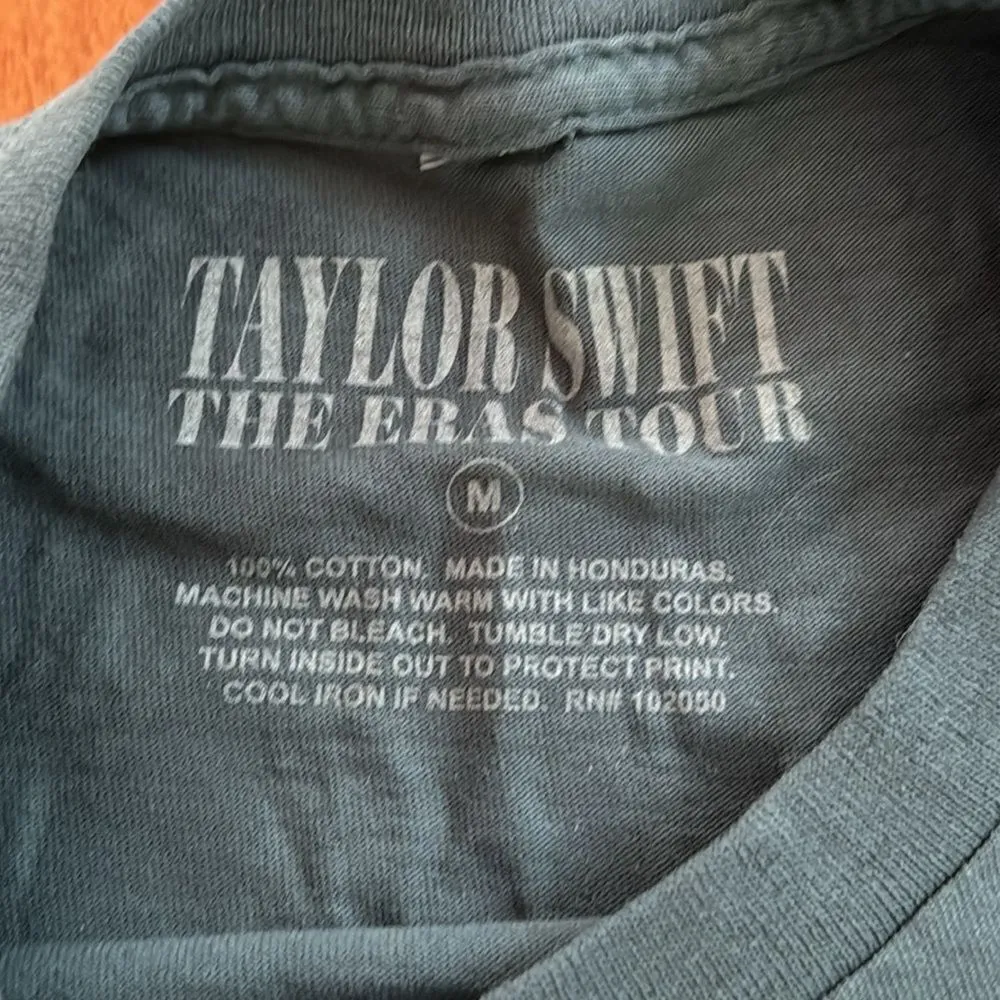 TAYLOR SWIFT
THE ERAS TOUR
M
100% COTTON. MADE IN HONDURAS.
MACHINE WASH WARM WITH LIKE COLORS.
DO NOT BLEACH. TUMBLE DRY LOW.
TURN INSIDE OUT TO PROTECT PRINT.
COOL IRON IF NEEDED. RN# 102050